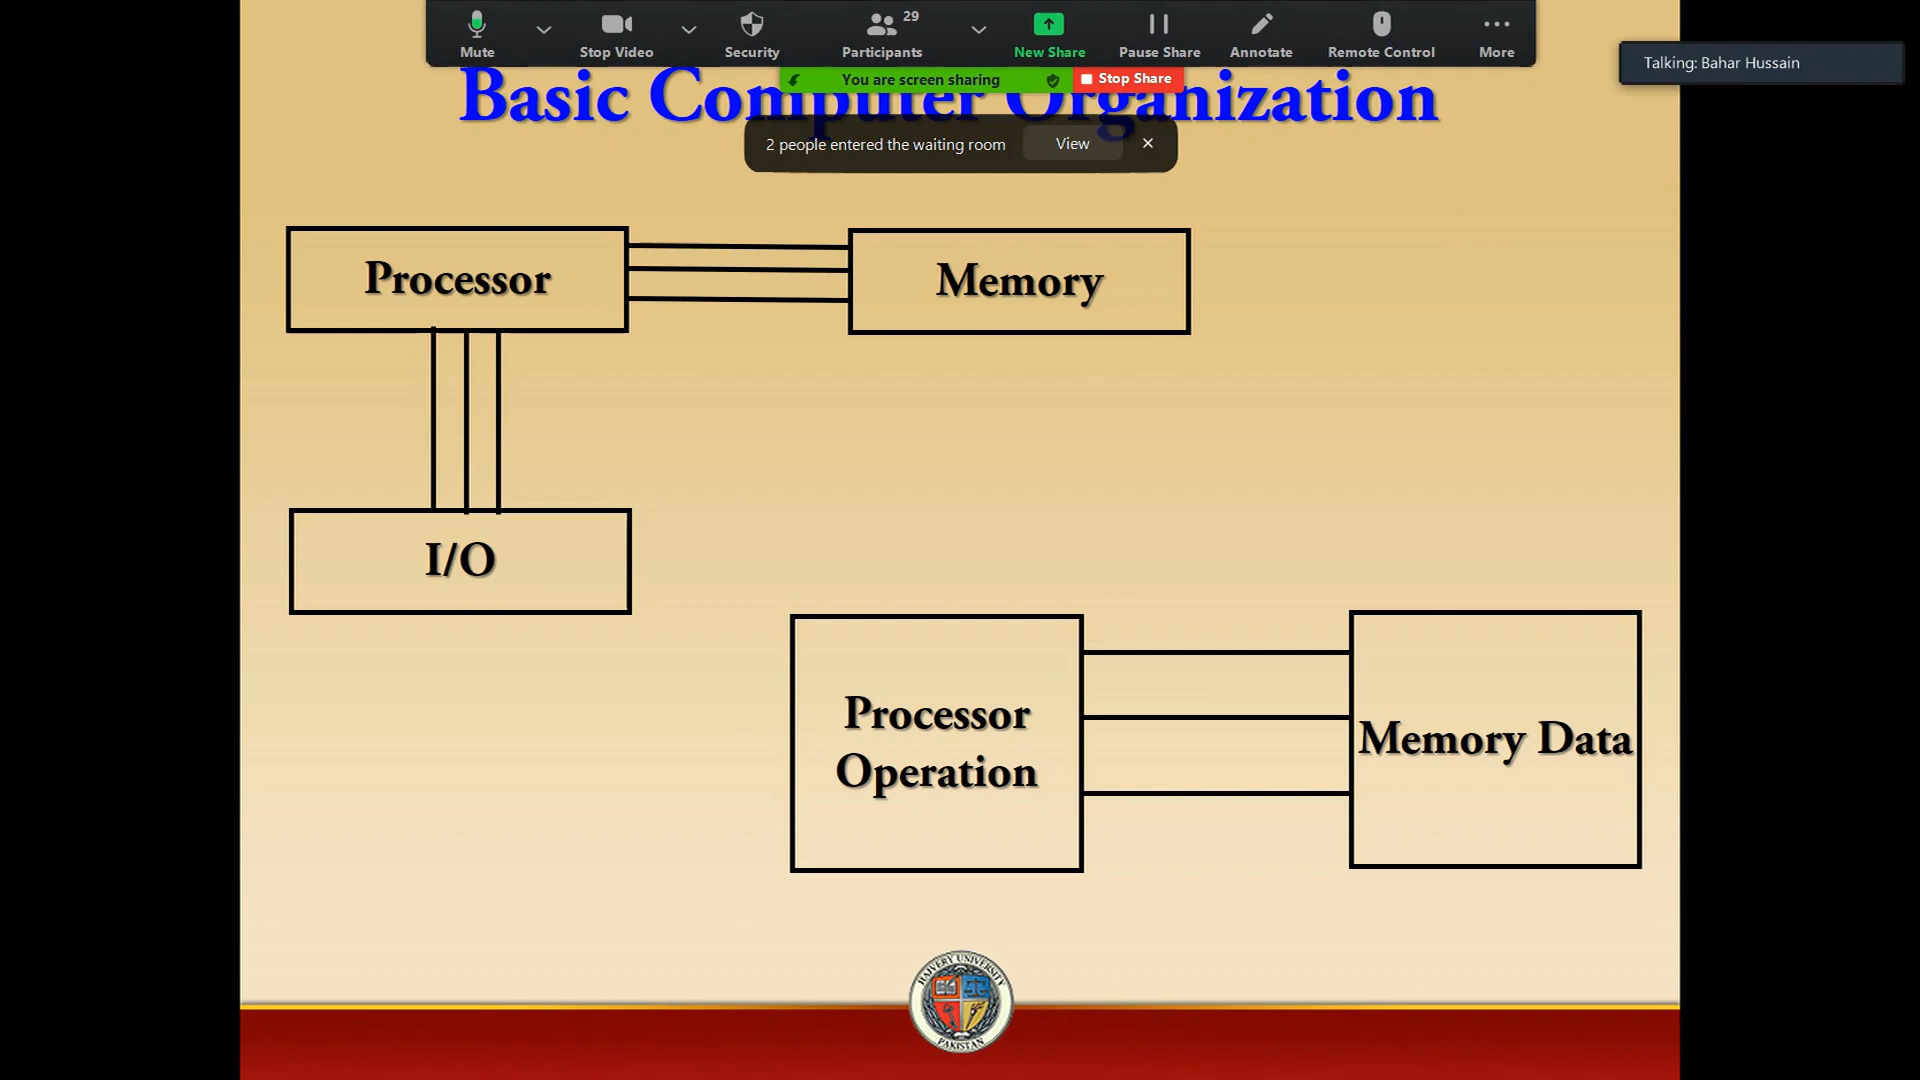 Mute
Stop Video
Security
Participants
29
New Share
Pause Share
Annotate
Remote Control
More
You are screen sharing
Stop Share
Talking: Bahar Hussain
Basic Computer Organization
2 people entered the waiting room
View
Processor
Memory
I/O
Processor
Operation
Memory Data
PAKISTAN